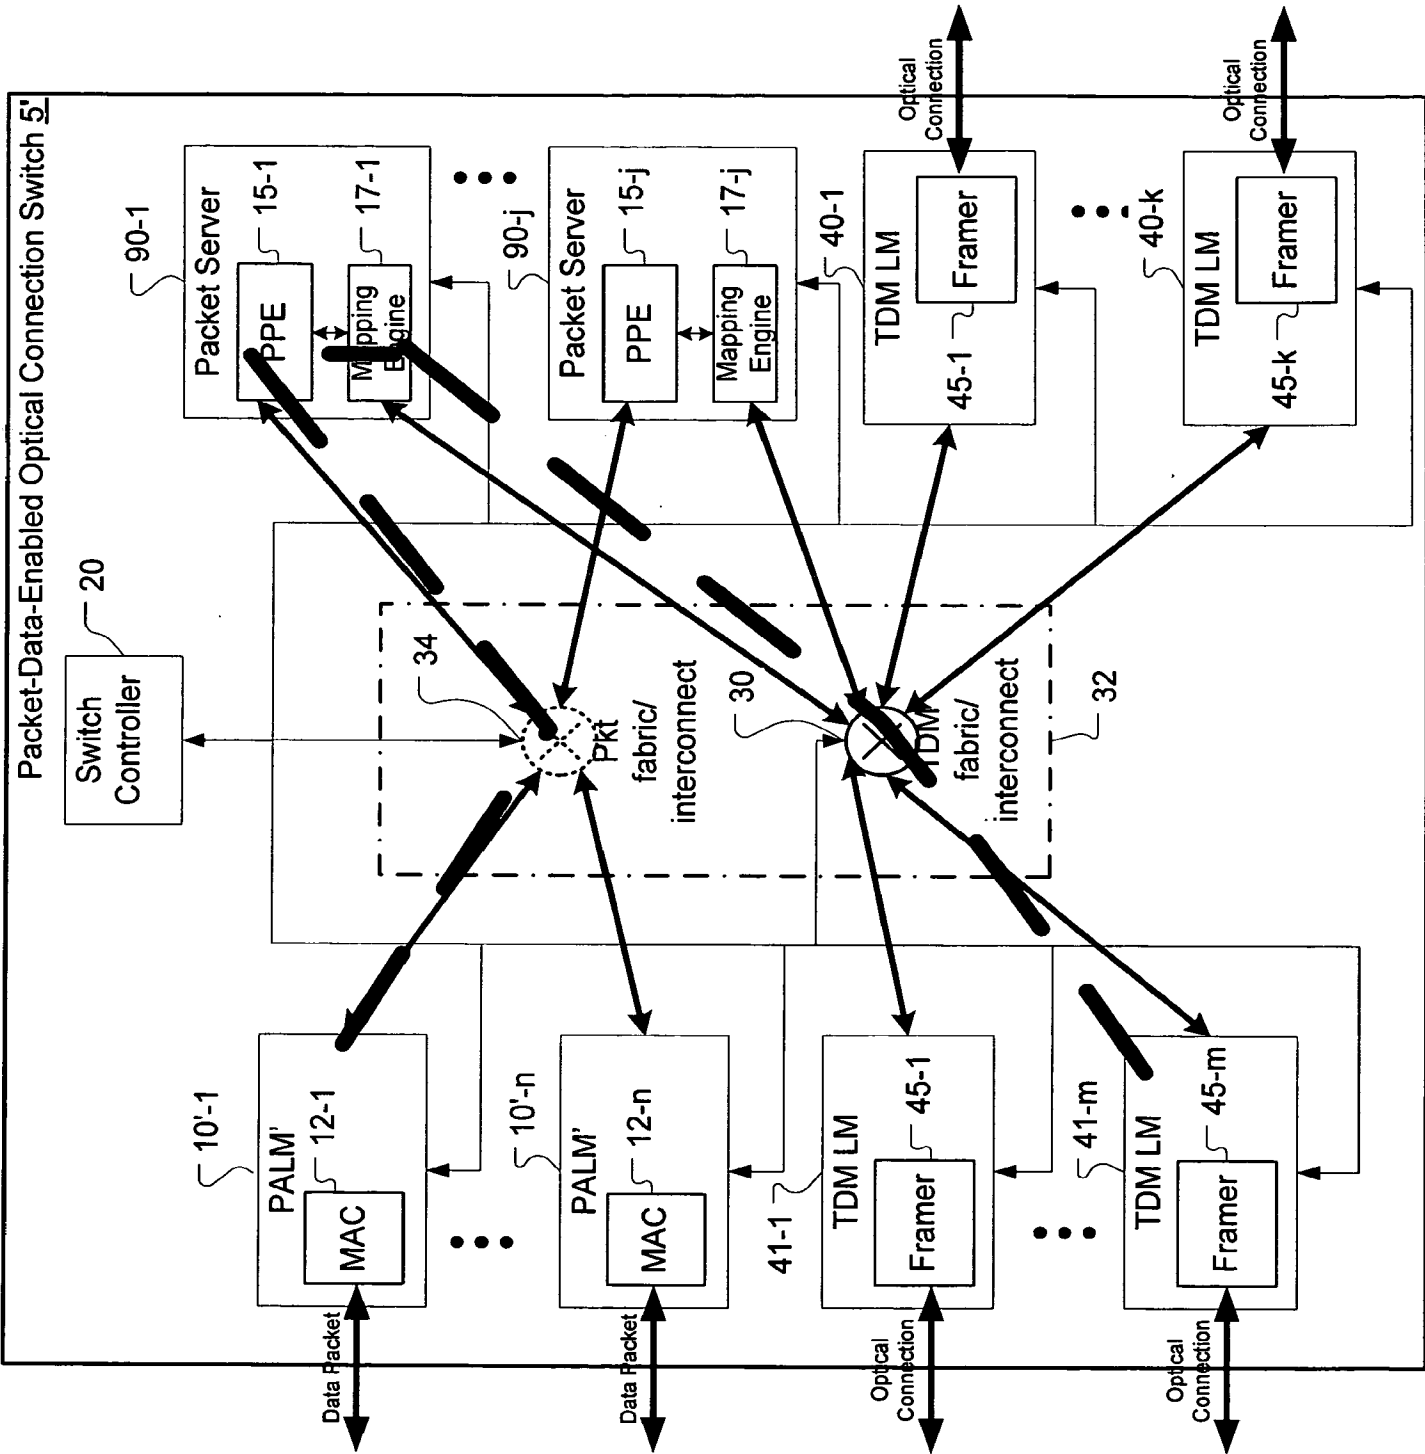 Packet-Data-Enabled Optical Connection Switch 5'
Switch
Controller
20
10'-1
PALM'
12-1
MAC
Data Packet
10'-n
PALM'
12-n
MAC
Data Packet
41-1
TDM LM
45-1
Framer
Optical
Connection
41-m
TDM LM
45-m
Framer
Optical
Connection
34
Pkt
fabric/
interconnect
30
TDM
fabric/
interconnect
32
90-1
Packet Server
15-1
PPE
17-1
Mapping
Engine
90-j
Packet Server
15-j
PPE
17-j
Mapping
Engine
40-1
TDM LM
45-1
Framer
Optical
Connection
40-k
TDM LM
45-k
Framer
Optical
Connection